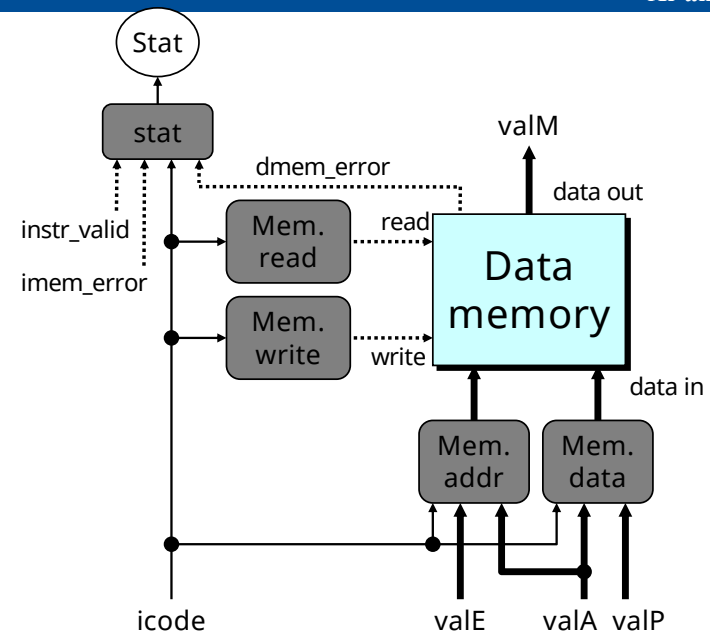 Stat
stat
valM
dmem_error
data out
instr_valid
Mem.
read
read
Data
memory
imem_error
Mem.
write
write
data in
Mem.
addr
Mem.
data
icode
valE
valA
valP